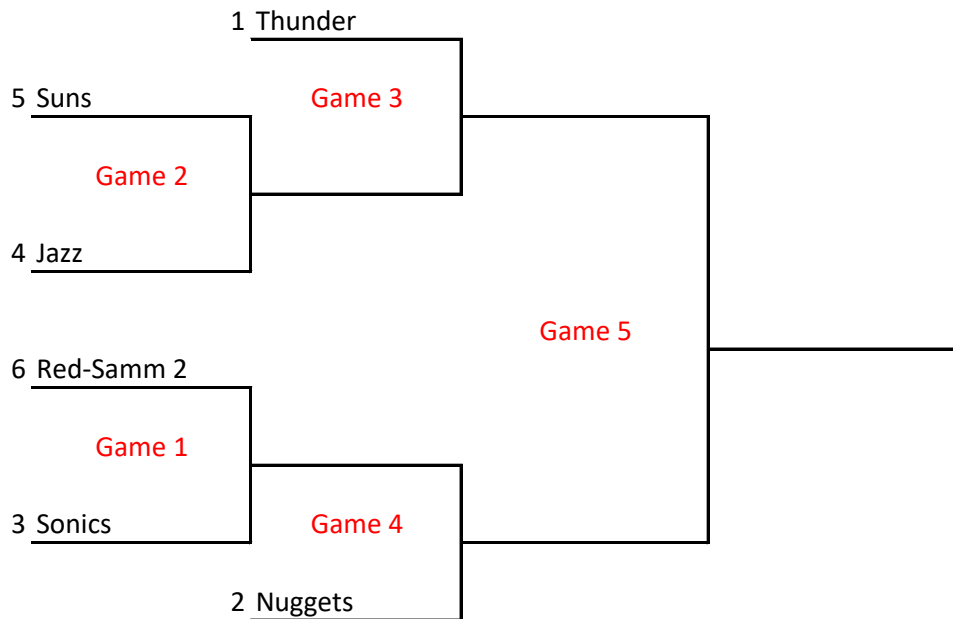 1 Thunder
5 Suns
Game 3
Game 2
4 Jazz
Game 5
6 Red-Samm 2
Game 1
3 Sonics
Game 4
2 Nuggets